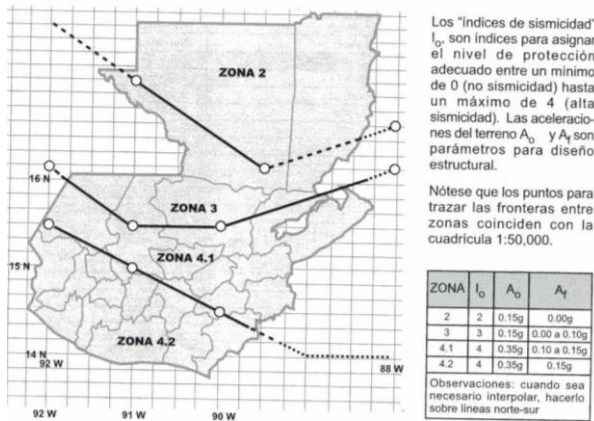 ZONA 2
ZONA 3
ZONA 4.1
ZONA 4.2
16 N
15 N
14 N
92 W
88 W
92 W
91 W
90 W
Los "índices de sismicidad"
Io, son índices para asignar
el nivel de protección
adecuado entre un mínimo
de 0 (no sismicidad) hasta
un máximo de 4 (alta
sismicidad). Las aceleracio-
nes del terreno Ao y Af son
parámetros para diseño
estructural.
Nótese que los puntos para
trazar las fronteras entre
zonas coinciden con la
cuadrícula 1:50,000.
ZONA Io Ao Af
2 2 0.15g 0.00g
3 3 0.15g 0.00 a 0.10g
4.1 4 0.35g 0.10 a 0.15g
4.2 4 0.35g 0.15g
Observaciones: cuando sea
necesario interpolar, hacerlo
sobre líneas norte-sur